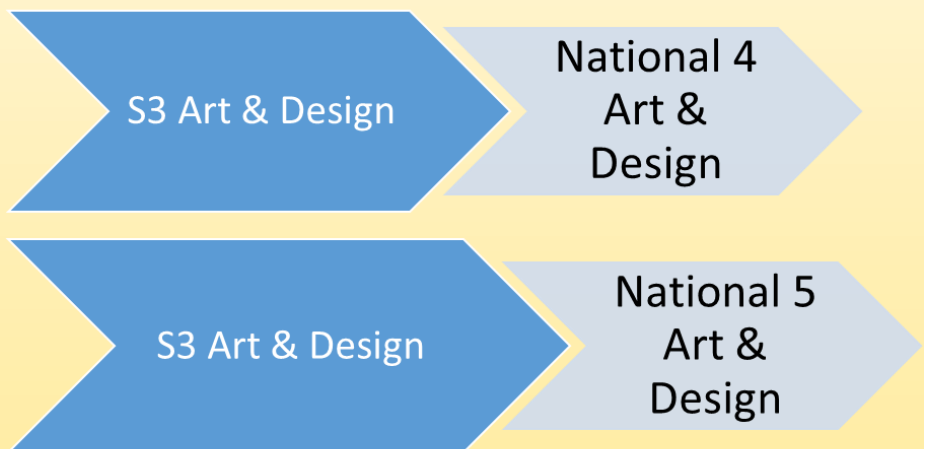 S3 Art & Design
National 4
Art &
Design
S3 Art & Design
National 5
Art &
Design